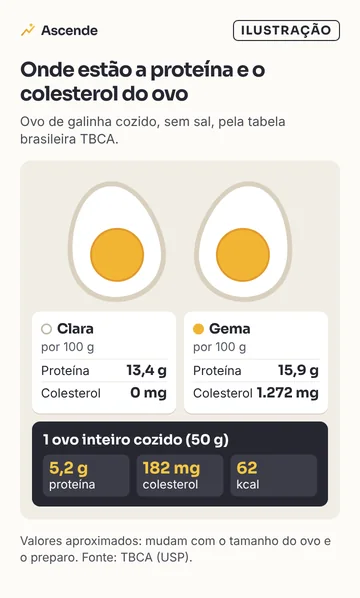 Ascende
ILUSTRAÇÃO
Onde estão a proteína e o
colesterol do ovo
Ovo de galinha cozido, sem sal, pela tabela
brasileira TBCA.
Clara
por 100 g
Proteína 13,4 g
Colesterol 0 mg
Gema
por 100 g
Proteína 15,9 g
Colesterol 1.272 mg
1 ovo inteiro cozido (50 g)
5,2 g
proteína
182 mg
colesterol
62
kcal
Valores aproximados: mudam com o tamanho do ovo e
o preparo. Fonte: TBCA (USP).